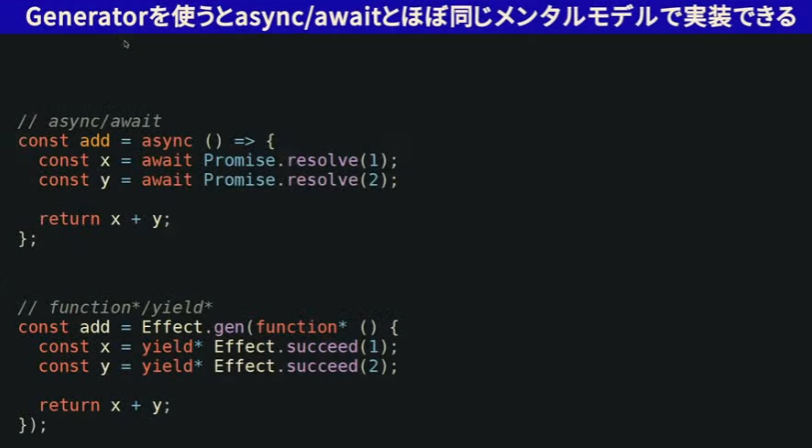 Generatorを使うとasync/awaitとほぼ同じメンタルモデルで実装できる
// async/await
const add = async () => {
  const x = await Promise.resolve(1);
  const y = await Promise.resolve(2);
  return x + y;
};
// function*/yield*
const add = Effect.gen(function* () {
  const x = yield* Effect.succeed(1);
  const y = yield* Effect.succeed(2);
  return x + y;
});